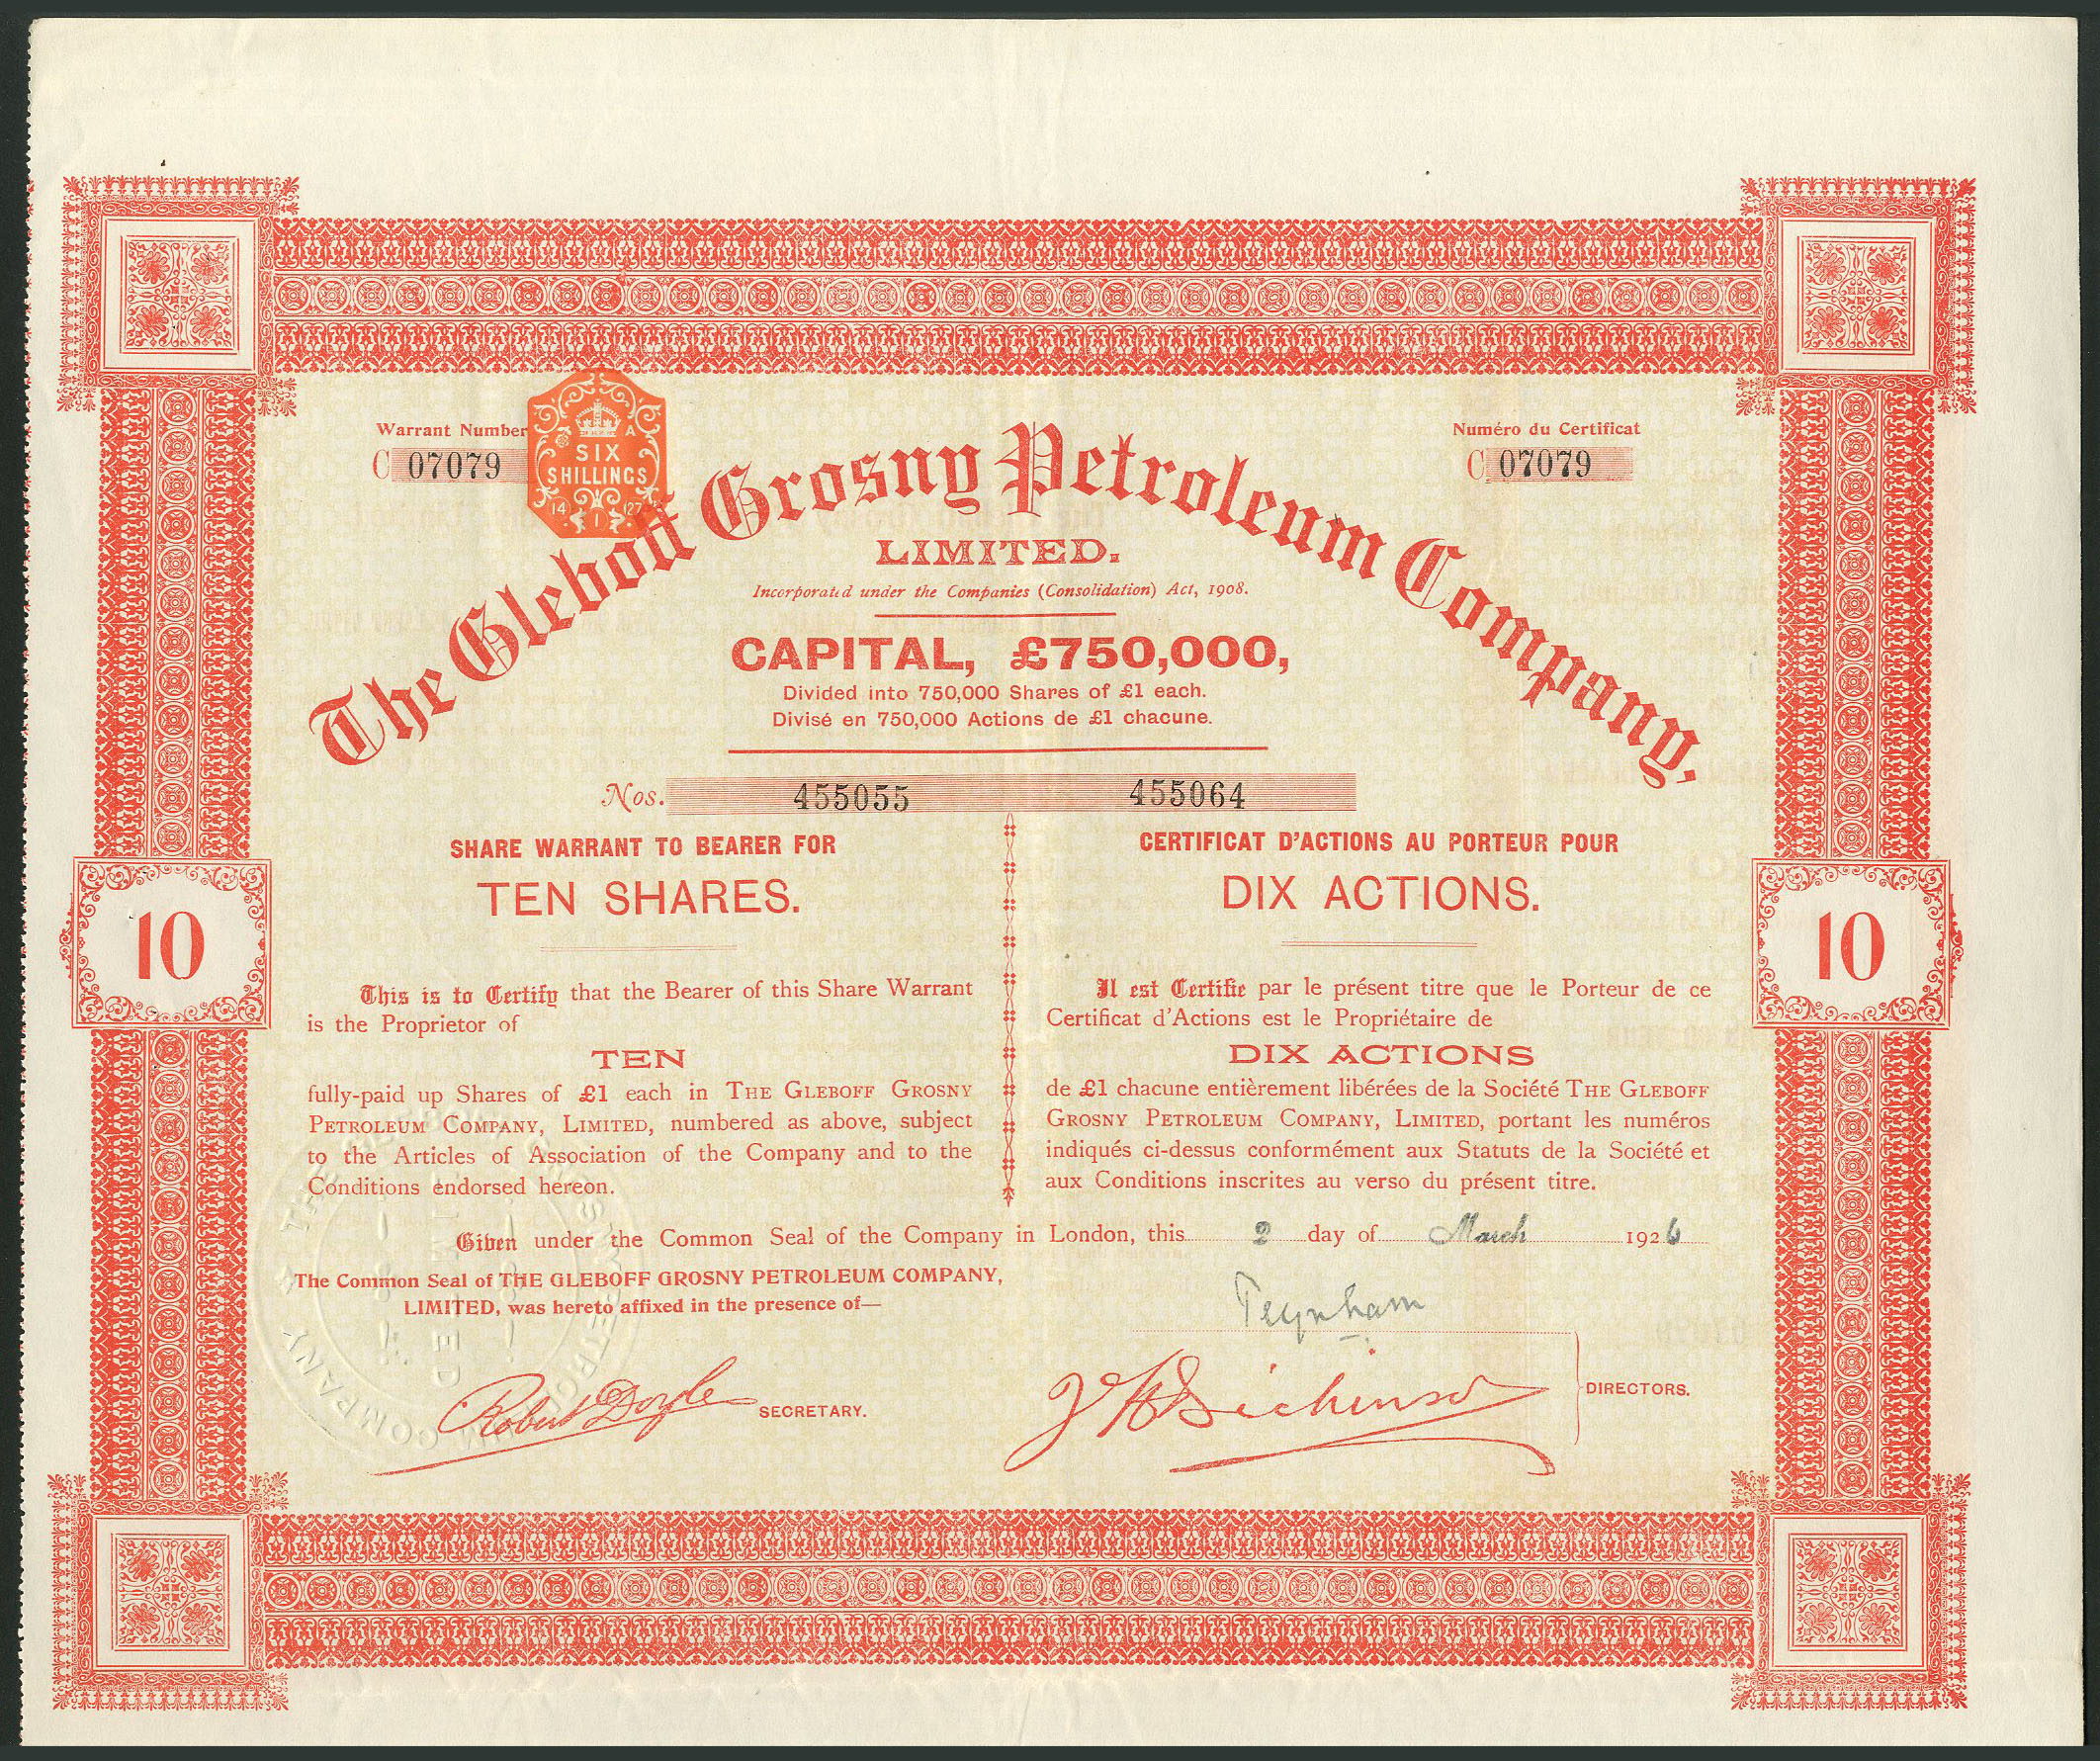 Warrant Number
C 07079
A
SIX
SHILLINGS
14 27
1
Numéro du Certificat
C 07079
The Gleboff Grosny Petroleum Company,
LIMITED.
Incorporated under the Companies (Consolidation) Act, 1908.
CAPITAL, £750,000,
Divided into 750,000 Shares of £1 each.
Divisé en 750,000 Actions de £1 chacune.
Nos. 455055 455064
SHARE WARRANT TO BEARER FOR
TEN SHARES.
10
This is to Certify that the Bearer of this Share Warrant
is the Proprietor of
TEN
fully-paid up Shares of £1 each in THE GLEBOFF GROSNY
PETROLEUM COMPANY, LIMITED, numbered as above, subject
to the Articles of Association of the Company and to the
Conditions endorsed hereon.
CERTIFICAT D'ACTIONS AU PORTEUR POUR
DIX ACTIONS.
10
Il est Certifié par le présent titre que le Porteur de ce
Certificat d'Actions est le Propriétaire de
DIX ACTIONS
de £1 chacune entièrement libérées de la Société THE GLEBOFF
GROSNY PETROLEUM COMPANY, LIMITED, portant les numéros
indiqués ci-dessus conformément aux Statuts de la Société et
aux Conditions inscrites au verso du présent titre.
Given under the Common Seal of the Company in London, this 2 day of March 1926
The Common Seal of THE GLEBOFF GROSNY PETROLEUM COMPANY,
LIMITED, was hereto affixed in the presence of—
Teynham
Robert Doyle SECRETARY.
J H Dickinson
DIRECTORS.